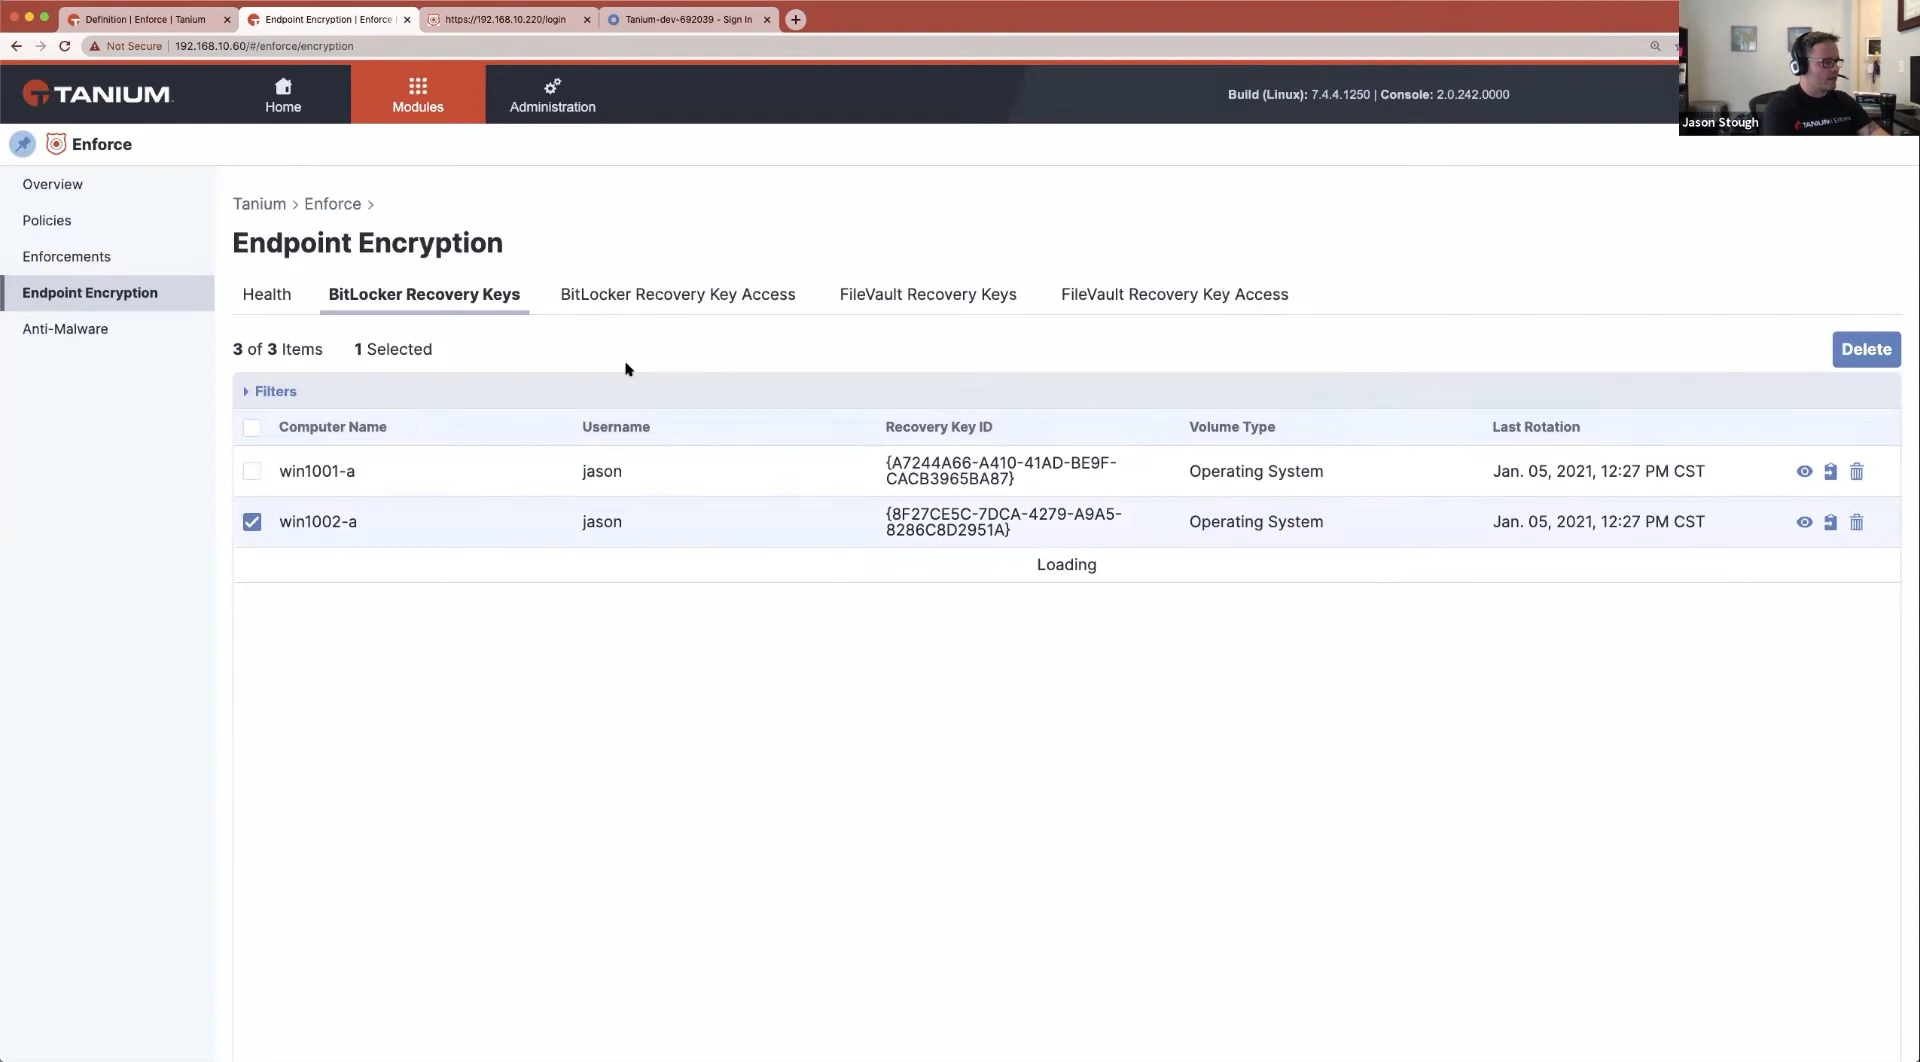 Definition | Enforce | Tanium
Endpoint Encryption | Enforce
https://192.168.10.220/login
Tanium-dev-692039 - Sign In
Not Secure
192.168.10.60/#/enforce/encryption
TANIUM
Home
Modules
Administration
Build (Linux): 7.4.4.1250 | Console: 2.0.242.0000
Jason Stough
Enforce
Overview
Policies
Enforcements
Endpoint Encryption
Anti-Malware
Tanium > Enforce >
Endpoint Encryption
Health
BitLocker Recovery Keys
BitLocker Recovery Key Access
FileVault Recovery Keys
FileVault Recovery Key Access
3 of 3 Items
1 Selected
Delete
Filters
Computer Name
Username
Recovery Key ID
Volume Type
Last Rotation
win1001-a
jason
{A7244A66-A410-41AD-BE9F-
CACB3965BA87}
Operating System
Jan. 05, 2021, 12:27 PM CST
win1002-a
jason
{8F27CE5C-7DCA-4279-A9A5-
8286C8D2951A}
Operating System
Jan. 05, 2021, 12:27 PM CST
Loading